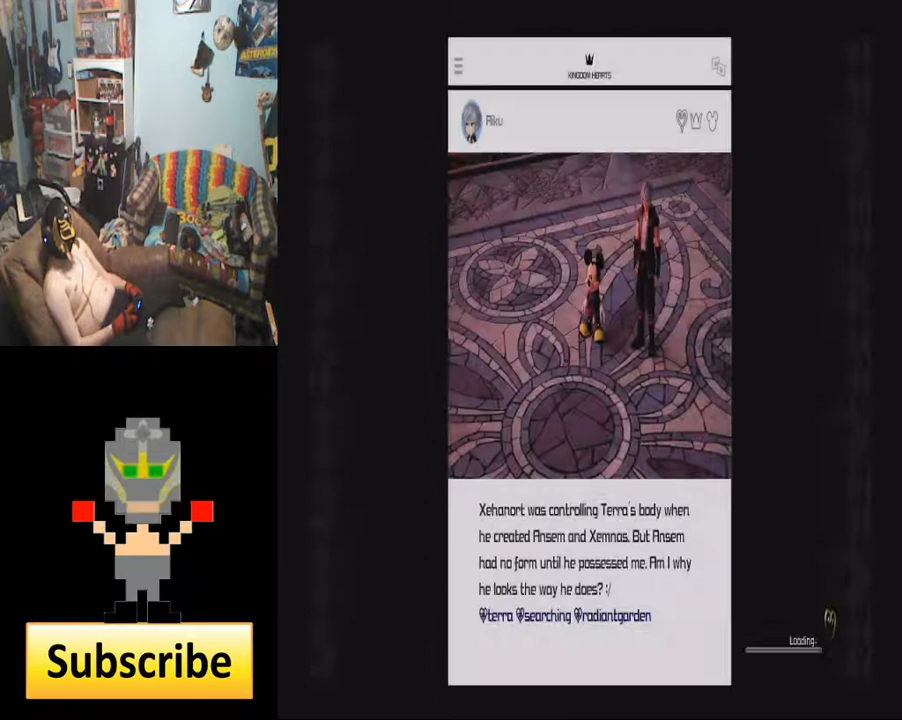 ASTEROIDS
KINGDOM HEARTS
Riku
Xehanort was controlling Terra's body when
he created Ansem and Xemnas. But Ansem
had no form until he possessed me. Am I why
he looks the way he does? :/
terra searching radiantgarden
Loading.
Subscribe